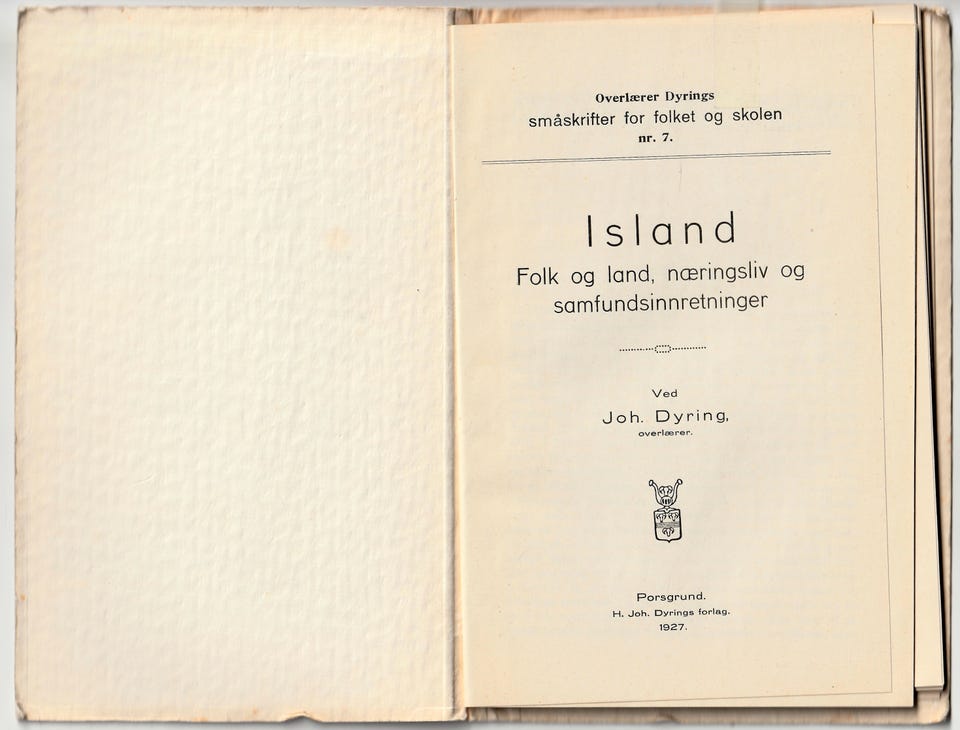 Overlærer Dyrings
småskrifter for folket og skolen
nr. 7.
Island
Folk og land, næringsliv og
samfundsinnretninger
Ved
Joh. Dyring,
overlærer.
Porsgrund.
H. Joh. Dyrings forlag.
1927.